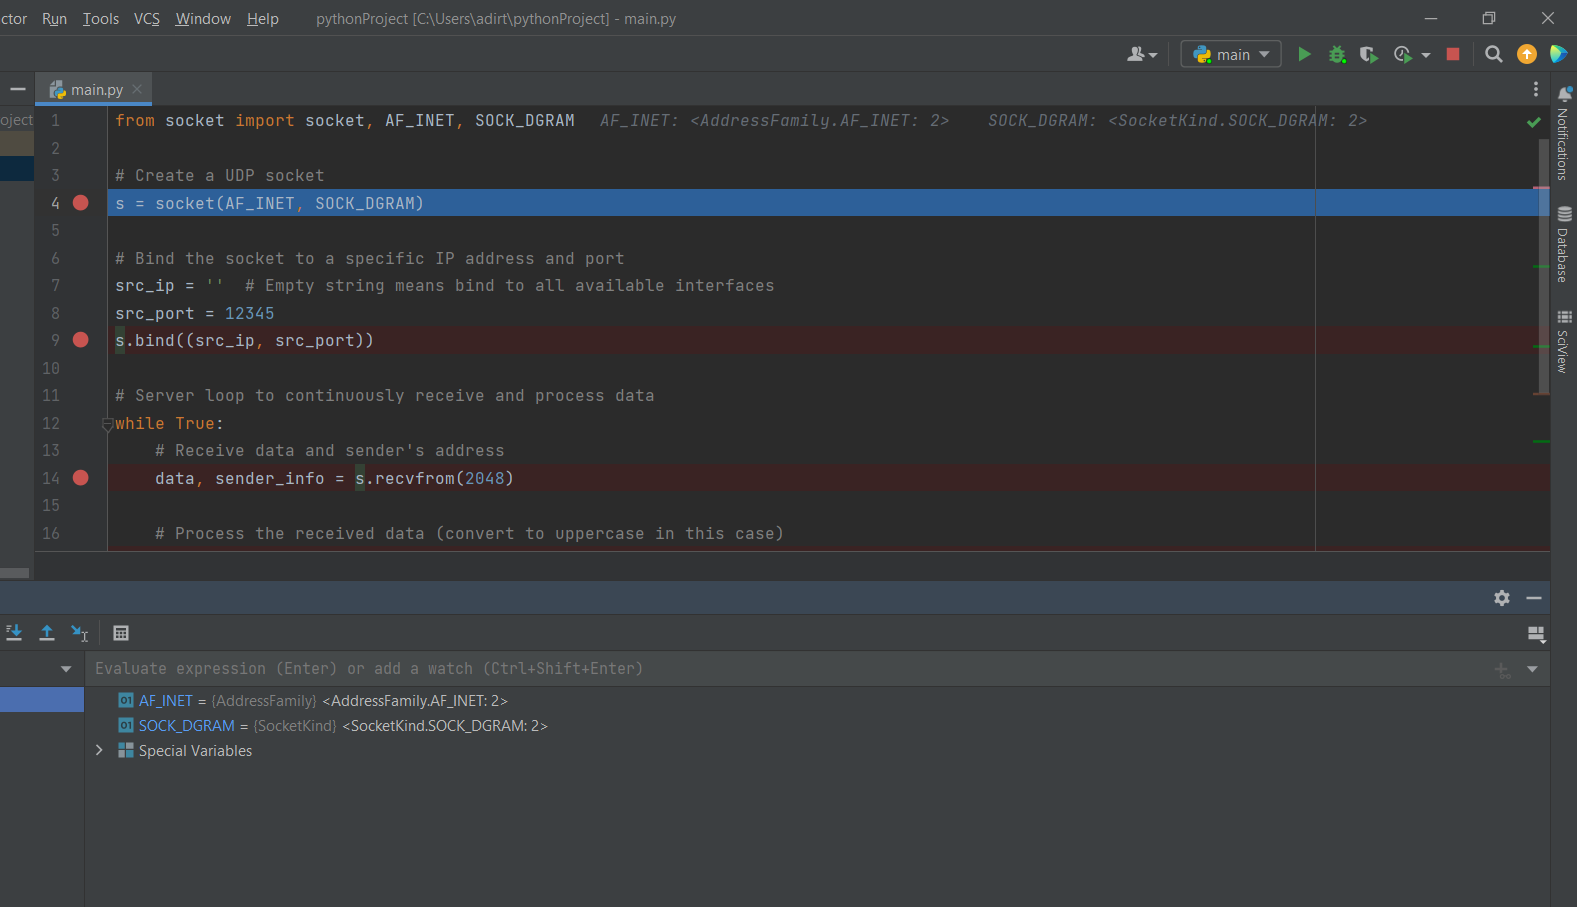 ctor Run Tools VCS Window Help pythonProject [C:\Users\adirt\pythonProject] - main.py
main
main.py
oject
1 from socket import socket, AF_INET, SOCK_DGRAM AF_INET: <AddressFamily.AF_INET: 2> SOCK_DGRAM: <SocketKind.SOCK_DGRAM: 2>
2
3 # Create a UDP socket
4 s = socket(AF_INET, SOCK_DGRAM)
5
6 # Bind the socket to a specific IP address and port
7 src_ip = '' # Empty string means bind to all available interfaces
8 src_port = 12345
9 s.bind((src_ip, src_port))
10
11 # Server loop to continuously receive and process data
12 while True:
13 # Receive data and sender's address
14 data, sender_info = s.recvfrom(2048)
15
16 # Process the received data (convert to uppercase in this case)
Notifications
Database
SciView
Evaluate expression (Enter) or add a watch (Ctrl+Shift+Enter)
01 AF_INET = {AddressFamily} <AddressFamily.AF_INET: 2>
01 SOCK_DGRAM = {SocketKind} <SocketKind.SOCK_DGRAM: 2>
Special Variables